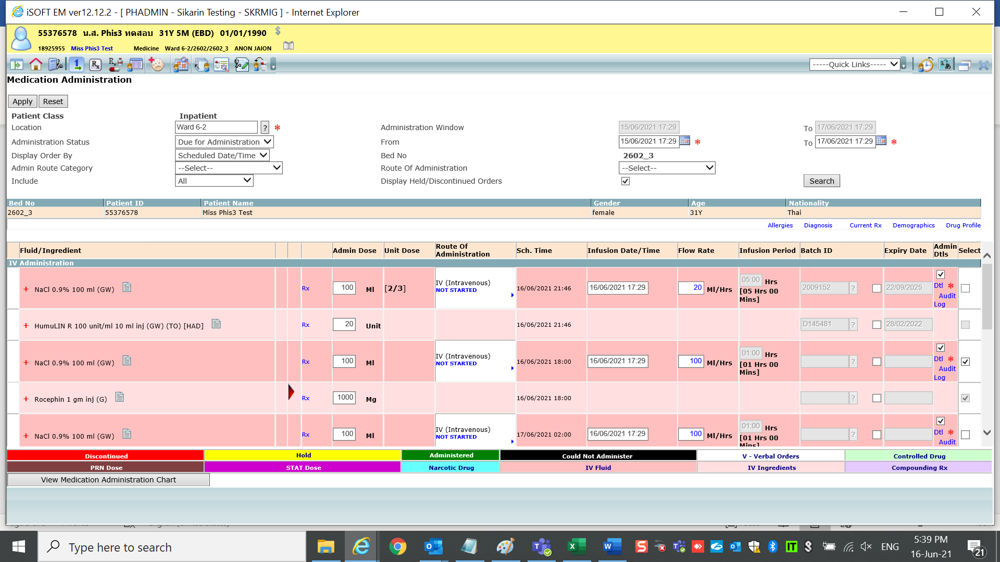 iSOFT EM ver12.12.2 - [ PHADMIN - Sikarin Testing - SKRMIG ] - Internet Explorer
55376578 น.ส. Phis3 ทดสอบ 31Y 5M (EBD) 01/01/1990 $
18925955 Miss Phis3 Test Medicine Ward 6-2/2602/2602_3 ANON JAION
-----Quick Links-----
Medication Administration
Apply Reset
Patient Class Inpatient
Location Ward 6-2 ? * Administration Window 15/06/2021 17:29 To 17/06/2021 17:29
Administration Status Due for Administration From 15/06/2021 17:29 * To 17/06/2021 17:29 *
Display Order By Scheduled Date/Time Bed No 2602_3
Admin Route Category --Select-- Route Of Administration --Select--
Include All Display Held/Discontinued Orders Search
Bed No Patient ID Patient Name Gender Age Nationality
2602_3 55376578 Miss Phis3 Test female 31Y Thai
Allergies Diagnosis Current Rx Demographics Drug Profile
Fluid/Ingredient Admin Dose Unit Dose Route Of Administration Sch. Time Infusion Date/Time Flow Rate Infusion Period Batch ID Expiry Date Admin Dtls Select
IV Administration
+ NaCl 0.9% 100 ml (GW) Rx 100 Ml [2/3] IV (Intravenous) NOT STARTED 16/06/2021 21:46 16/06/2021 17:29 20 Ml/Hrs 05:00 Hrs [05 Hrs 00 Mins] 2009152 ? 22/09/2025 Dtl * Audit Log
+ HumuLIN R 100 unit/ml 10 ml inj (GW) (TO) [HAD] Rx 20 Unit 16/06/2021 21:46 D145481 ? 28/02/2022
+ NaCl 0.9% 100 ml (GW) Rx 100 Ml IV (Intravenous) NOT STARTED 16/06/2021 18:00 16/06/2021 17:29 100 Ml/Hrs 01:00 Hrs [01 Hrs 00 Mins] ? Dtl * Audit Log
+ Rocephin 1 gm inj (G) Rx 1000 Mg 16/06/2021 18:00 ?
+ NaCl 0.9% 100 ml (GW) Rx 100 Ml IV (Intravenous) NOT STARTED 17/06/2021 02:00 16/06/2021 17:29 100 Ml/Hrs 01:00 Hrs [01 Hrs 00 Mins] ? Dtl * Audit
Discontinued Hold Administered Could Not Administer V - Verbal Orders Controlled Drug
PRN Dose STAT Dose Narcotic Drug IV Fluid IV Ingredients Compounding Rx
View Medication Administration Chart
Type here to search
ENG
5:39 PM
16-Jun-21
21